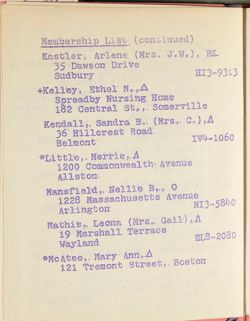 Membership List (continued)
Kastler, Arlene (Mrs. J.W.), BE
35 Dawson Drive
Sudbury HI3-9313
+Kelley, Ethel M., Δ
Spreadby Nursing Home
182 Central St., Somerville
Kendall, Sandra B. (Mrs. C.), Δ
36 Hillcrest Road
Belmont IV4-1060
*Little, Merrie, Δ
1200 Commonwealth Avenue
Allston
Mansfield, Nellie B., O
1228 Massachusetts Avenue
Arlington MI3-5840
Mathis, Leona (Mrs. Gail), Δ
19 Marshall Terrace
Wayland EL8-2080
*McAteo, Mary Ann, Δ
121 Tremont Street, Boston